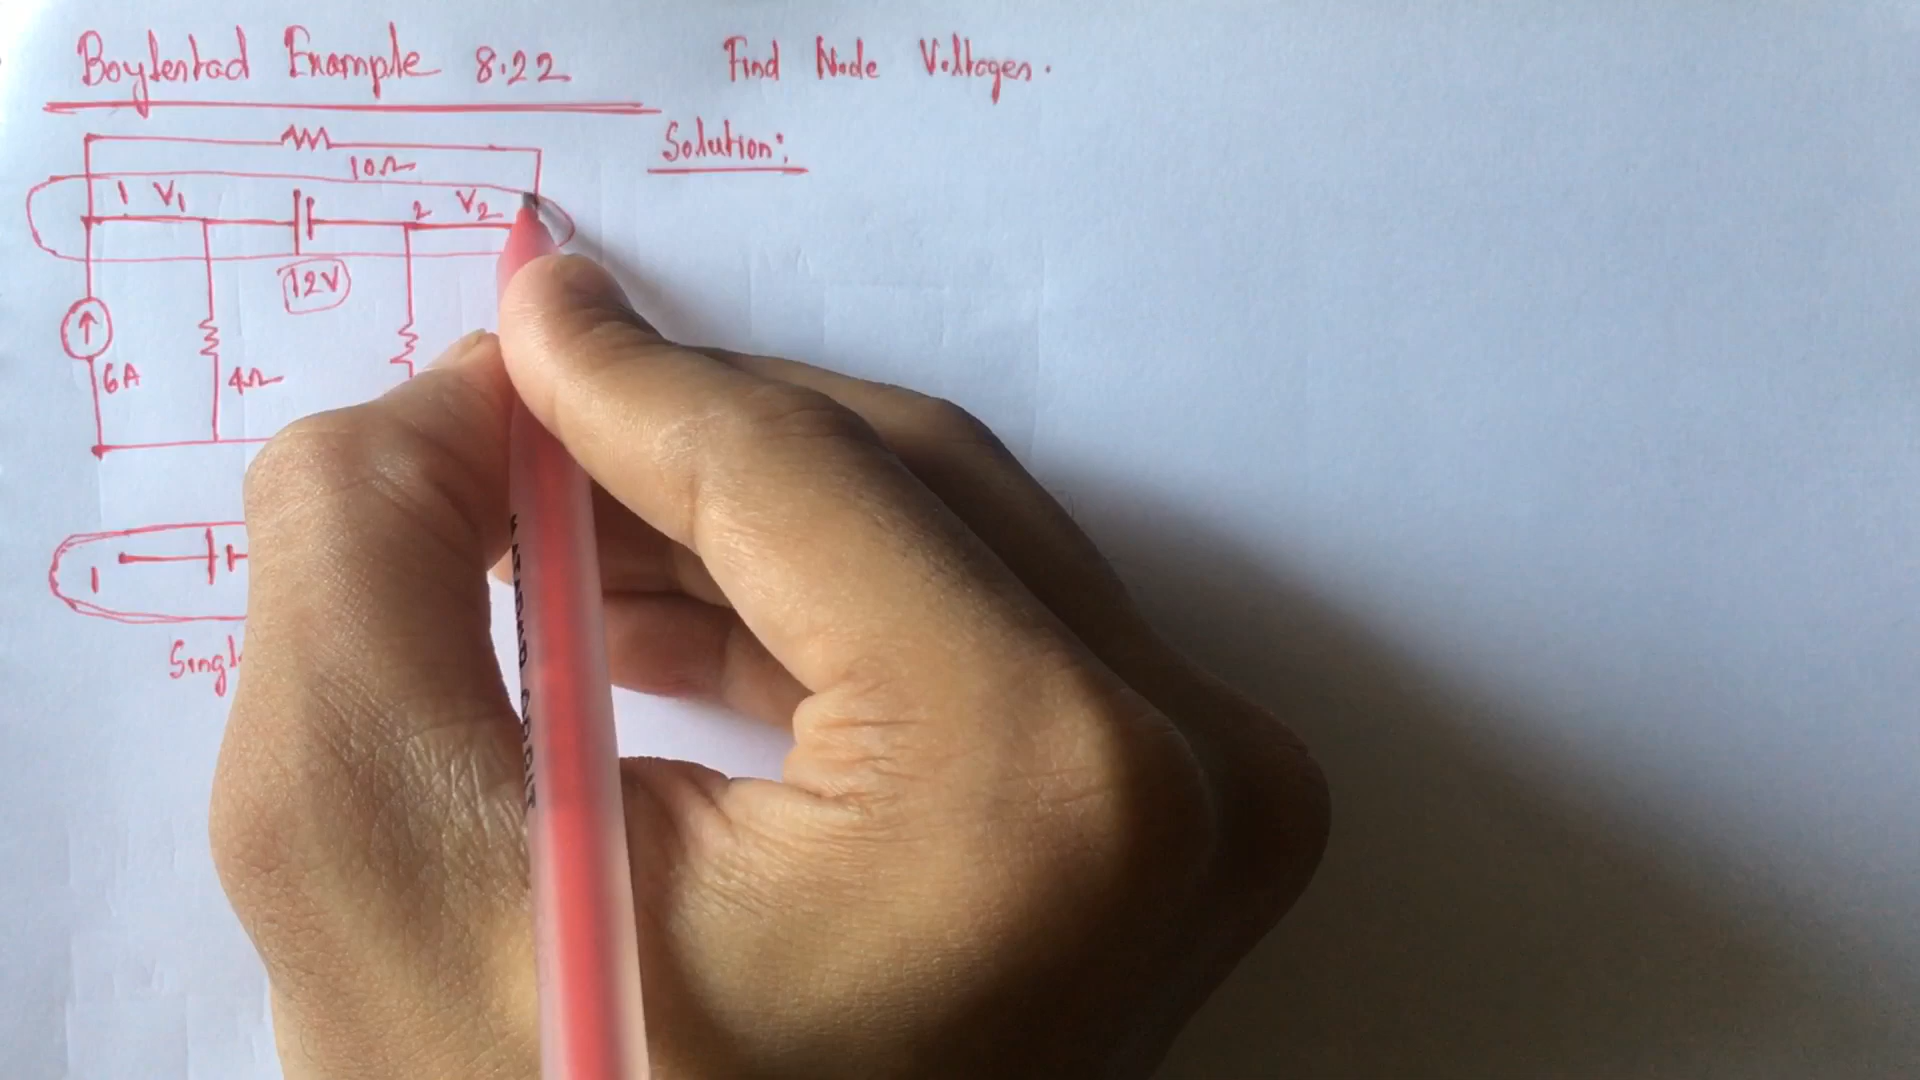 Boylestad Example 8.22
Find Node Voltages.
Solution:
10Ω
1 V1
2 V2
12V
6A
4Ω
1